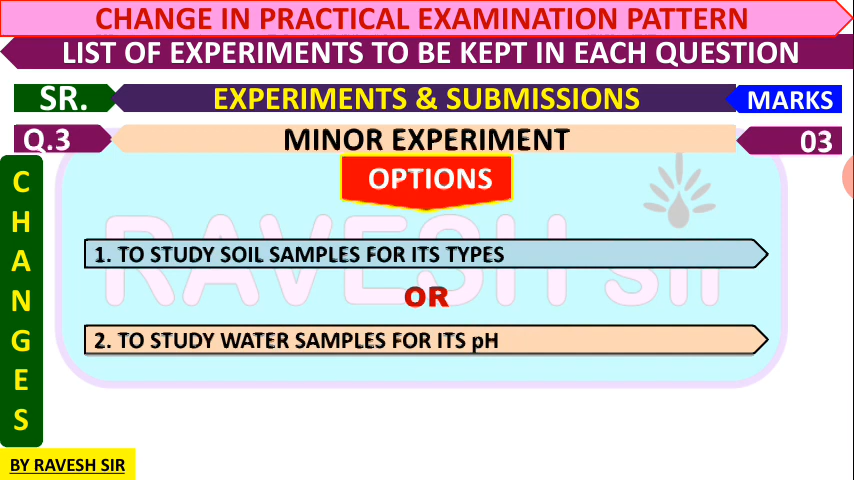 CHANGE IN PRACTICAL EXAMINATION PATTERN
LIST OF EXPERIMENTS TO BE KEPT IN EACH QUESTION
SR. EXPERIMENTS & SUBMISSIONS MARKS
Q.3 MINOR EXPERIMENT 03
CHANGES
OPTIONS
RAVESH Sir
1. TO STUDY SOIL SAMPLES FOR ITS TYPES
OR
2. TO STUDY WATER SAMPLES FOR ITS pH
BY RAVESH SIR